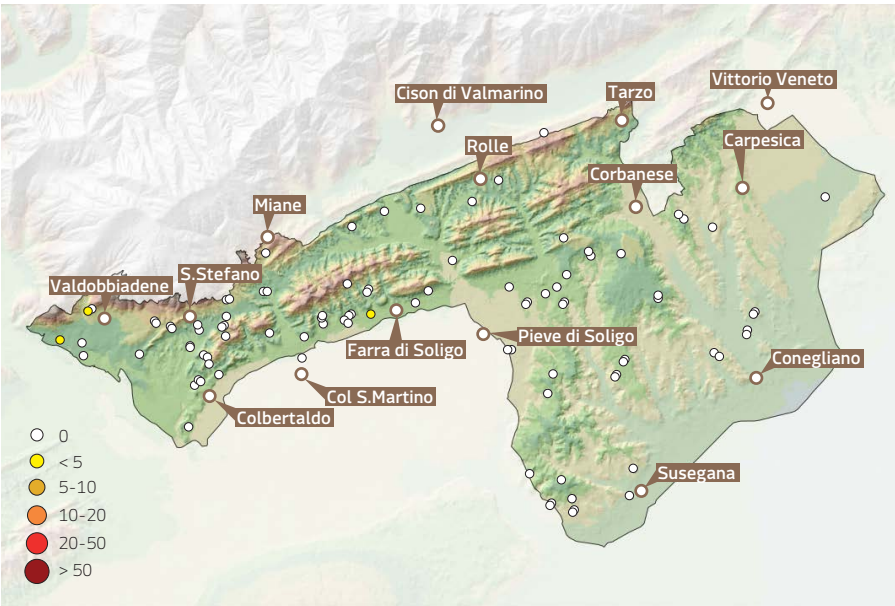 Vittorio Veneto
Cison di Valmarino
Tarzo
Carpesica
Rolle
Corbanese
Miane
S.Stefano
Valdobbiadene
Pieve di Soligo
Farra di Soligo
Conegliano
Col S.Martino
Colbertaldo
Susegana
0
< 5
5-10
10-20
20-50
> 50